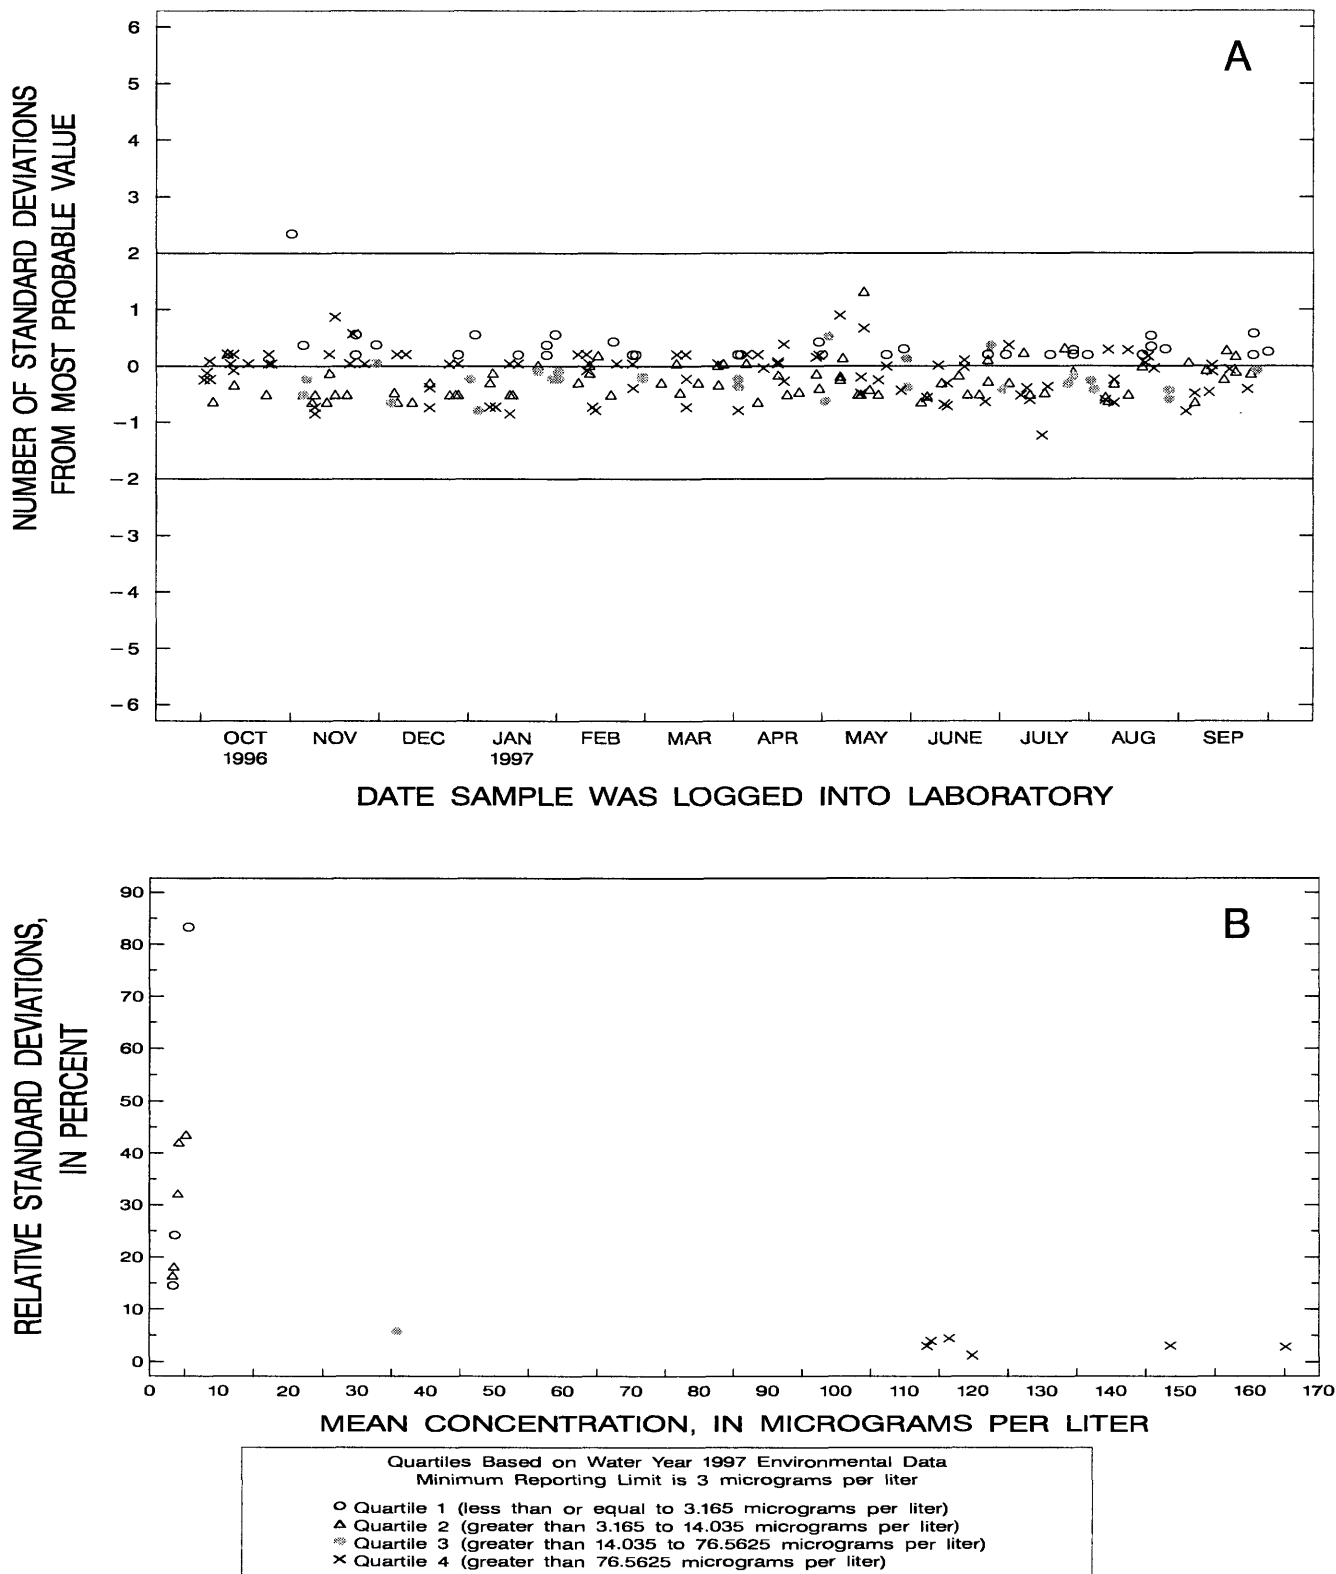 NUMBER OF STANDARD DEVIATIONS
FROM MOST PROBABLE VALUE
A
6
5
4
3
2
1
0
−1
−2
−3
−4
−5
−6
OCT NOV DEC JAN FEB MAR APR MAY JUNE JULY AUG SEP
1996 1997
DATE SAMPLE WAS LOGGED INTO LABORATORY
RELATIVE STANDARD DEVIATIONS,
IN PERCENT
B
90
80
70
60
50
40
30
20
10
0
0 10 20 30 40 50 60 70 80 90 100 110 120 130 140 150 160 170
MEAN CONCENTRATION, IN MICROGRAMS PER LITER
Quartiles Based on Water Year 1997 Environmental Data
Minimum Reporting Limit is 3 micrograms per liter
Quartile 1 (less than or equal to 3.165 micrograms per liter)
Quartile 2 (greater than 3.165 to 14.035 micrograms per liter)
Quartile 3 (greater than 14.035 to 76.5625 micrograms per liter)
Quartile 4 (greater than 76.5625 micrograms per liter)